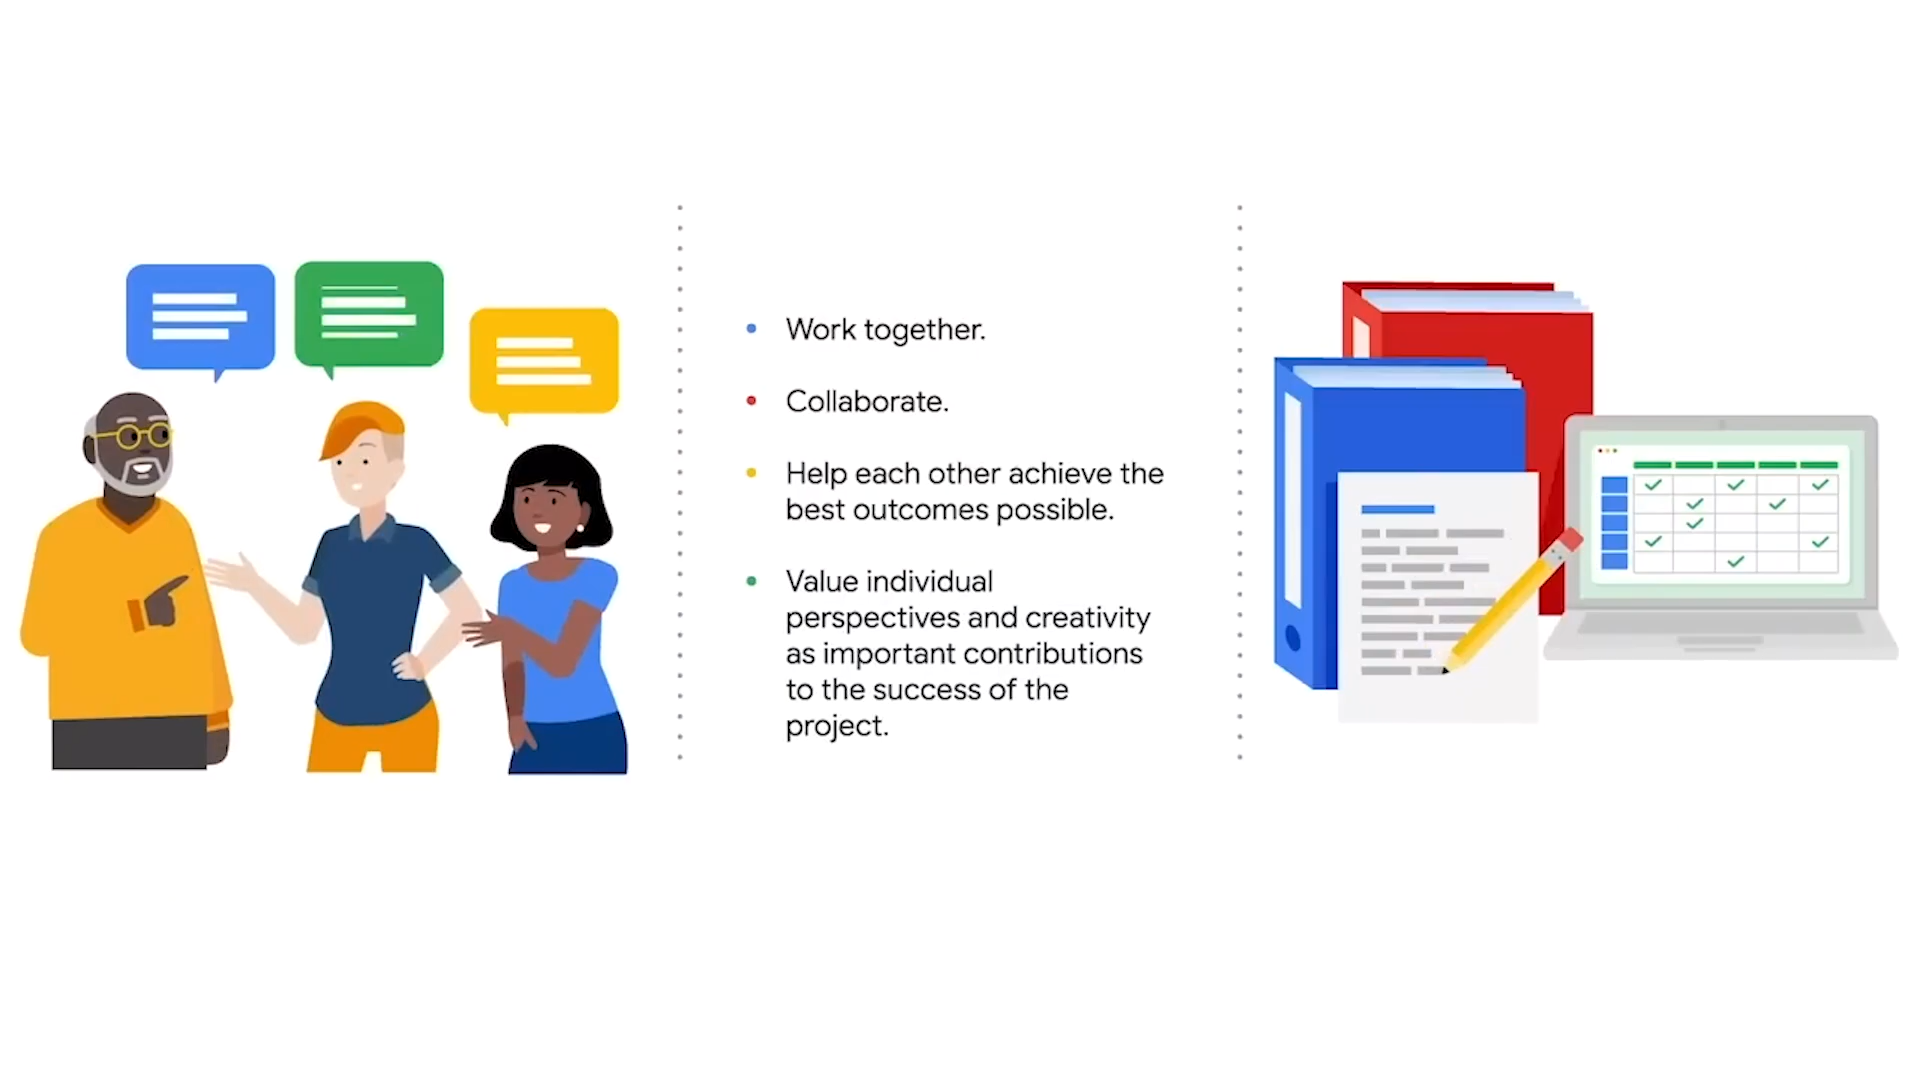 Work together.
Collaborate.
Help each other achieve the
best outcomes possible.
Value individual
perspectives and creativity
as important contributions
to the success of the
project.